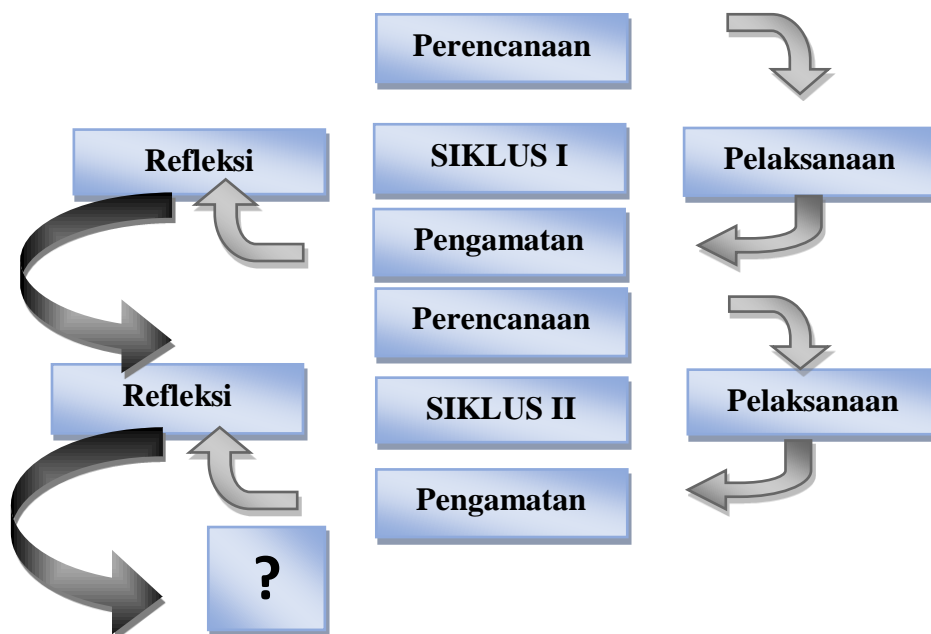 Perencanaan
Refleksi
SIKLUS I
Pelaksanaan
Pengamatan
Perencanaan
Refleksi
SIKLUS II
Pelaksanaan
Pengamatan
?